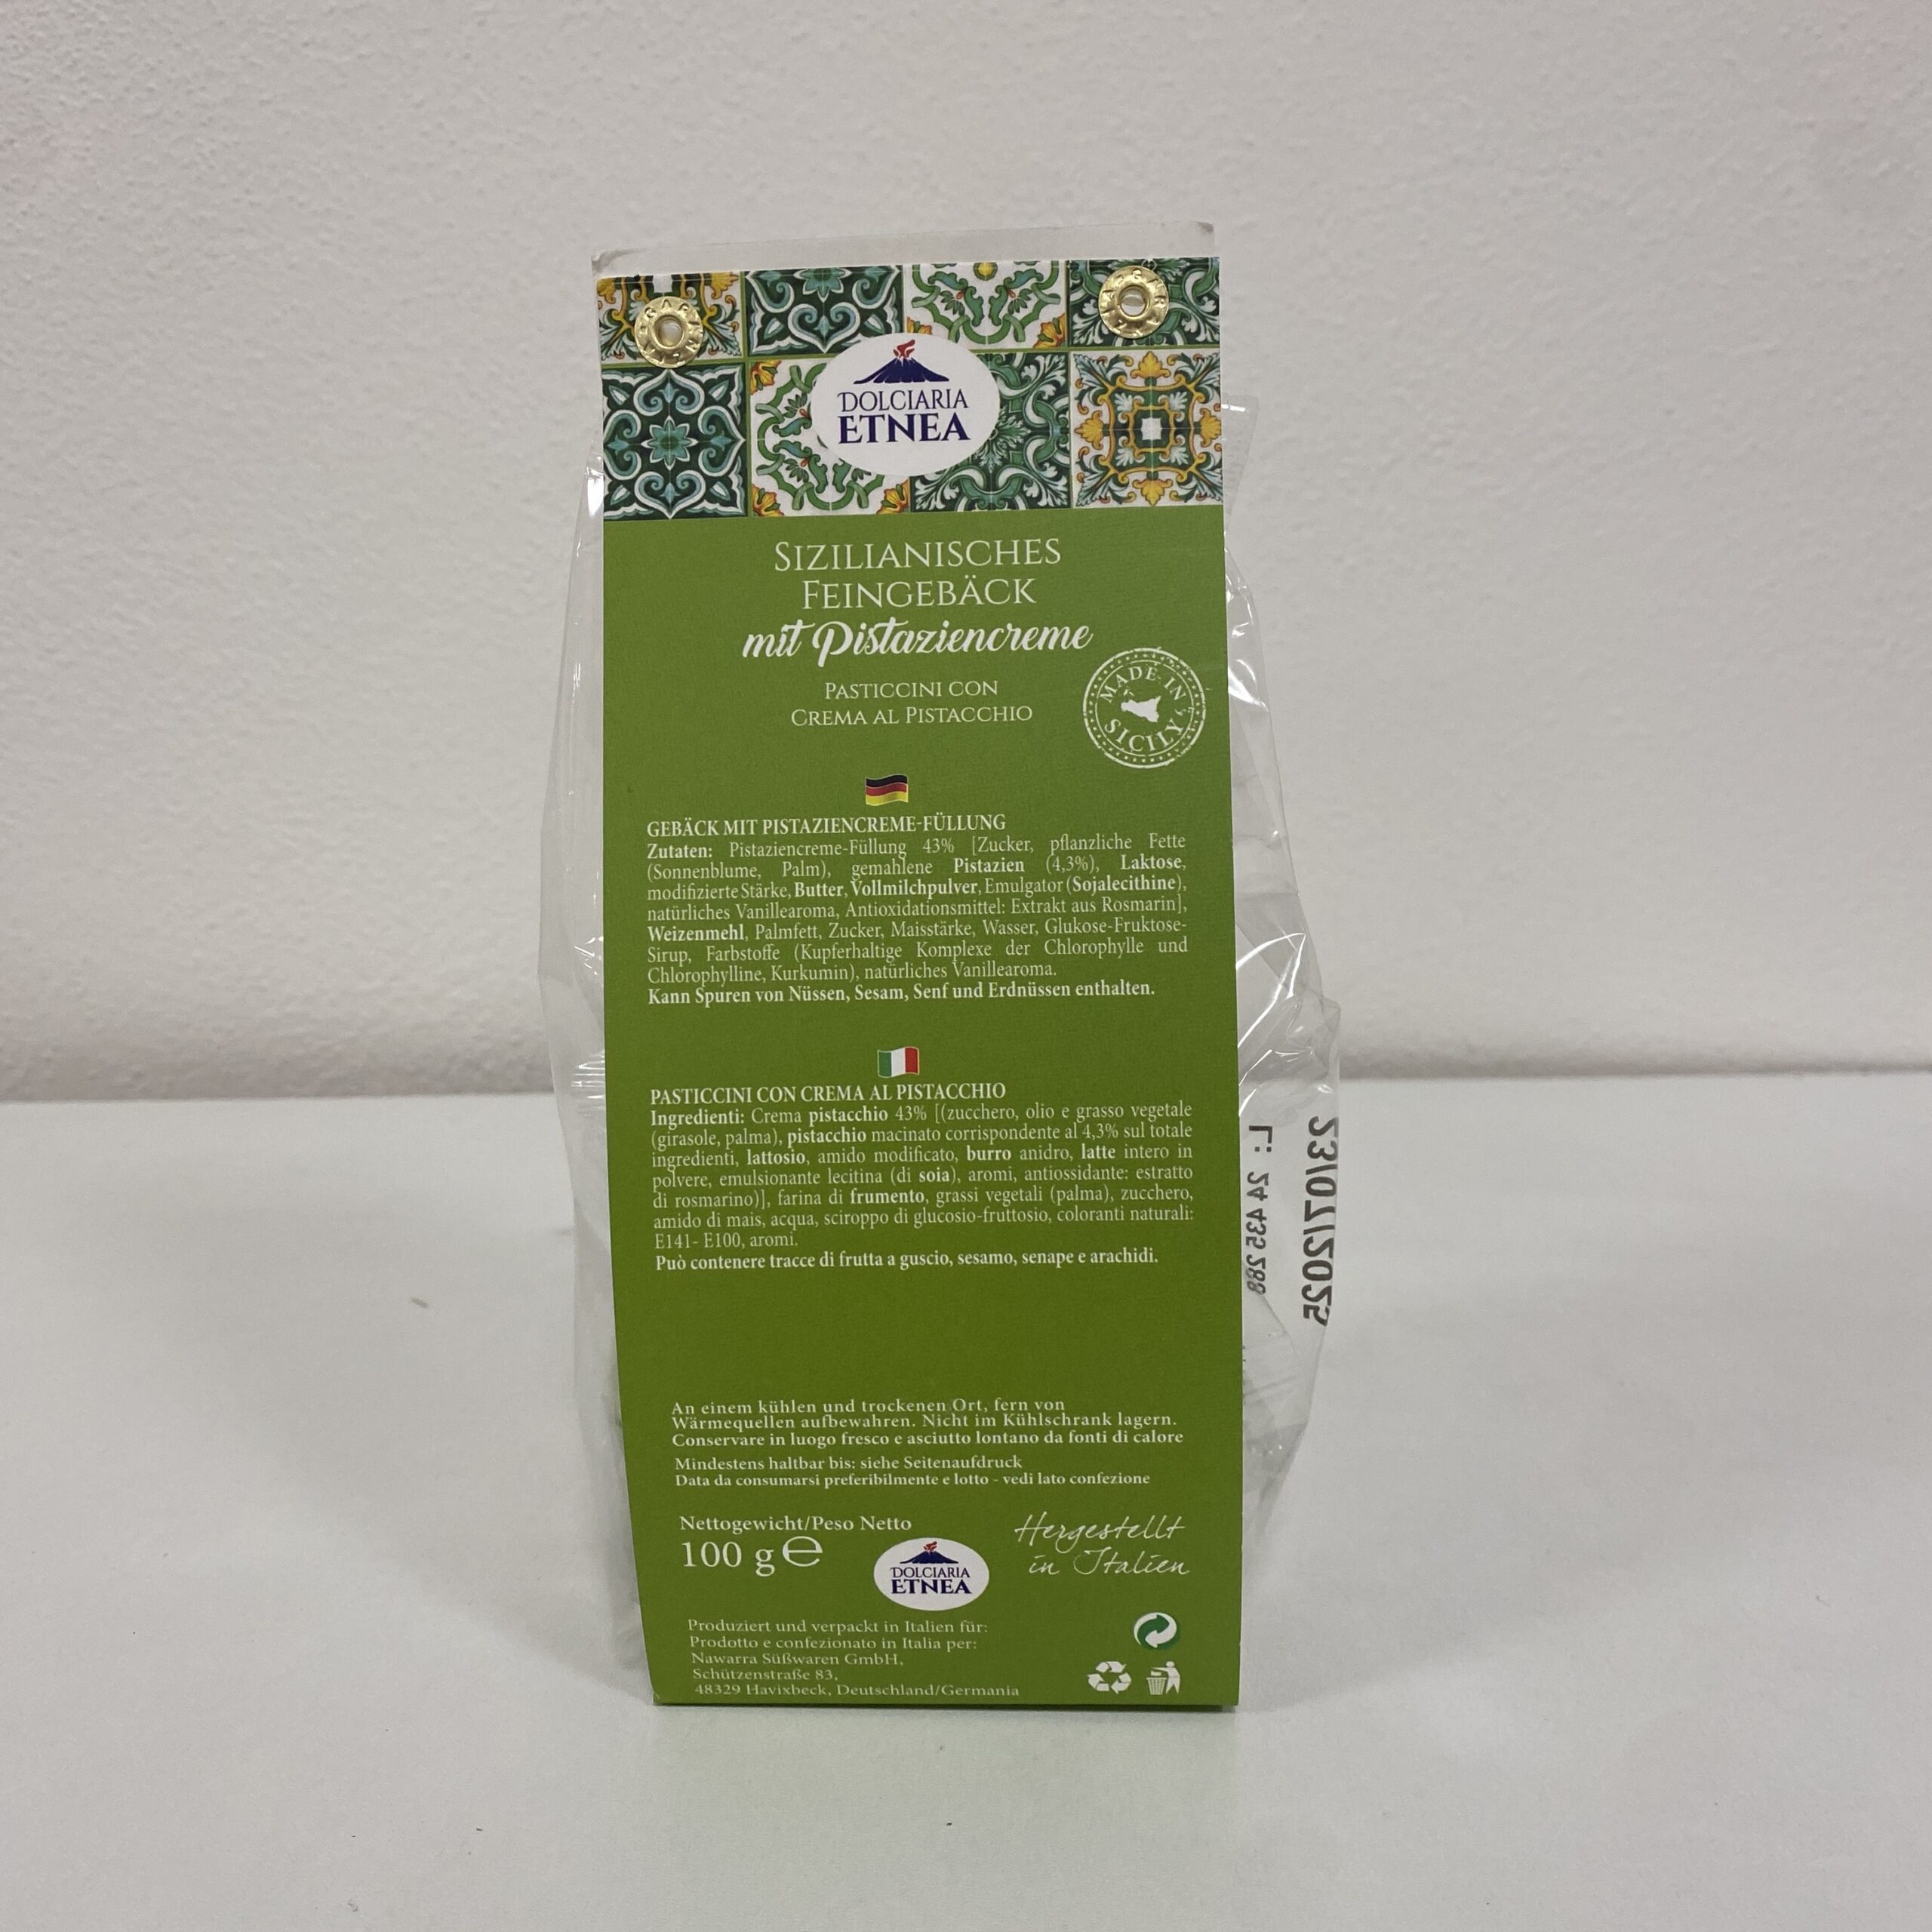 DOLCIARIA
ETNEA
SIZILIANISCHES
FEINGEBÄCK
mit Pistaziencreme
PASTICCINI CON
CREMA AL PISTACCHIO
MADE IN
SICILY
GEBÄCK MIT PISTAZIENCREME-FÜLLUNG
Zutaten: Pistaziencreme-Füllung 43% [Zucker, pflanzliche Fette
(Sonnenblume, Palm), gemahlene Pistazien (4,3%), Laktose,
modifizierte Stärke, Butter, Vollmilchpulver, Emulgator (Sojalecithine),
natürliches Vanillearoma, Antioxidationsmittel: Extrakt aus Rosmarin],
Weizenmehl, Palmfett, Zucker, Maisstärke, Wasser, Glukose-Fruktose-
Sirup, Farbstoffe (Kupferhaltige Komplexe der Chlorophylle und
Chlorophylline, Kurkumin), natürliches Vanillearoma.
Kann Spuren von Nüssen, Sesam, Senf und Erdnüssen enthalten.
PASTICCINI CON CREMA AL PISTACCHIO
Ingredienti: Crema pistacchio 43% [(zucchero, olio e grasso vegetale
(girasole, palma), pistacchio macinato corrispondente al 4,3% sul totale
ingredienti, lattosio, amido modificato, burro anidro, latte intero in
polvere, emulsionante lecitina (di soia), aromi, antiossidante: estratto
di rosmarino)], farina di frumento, grassi vegetali (palma), zucchero,
amido di mais, acqua, sciroppo di glucosio-fruttosio, coloranti naturali:
E141- E100, aromi.
Può contenere tracce di frutta a guscio, sesamo, senape e arachidi.
23/07/2025
L: 24 435 288
An einem kühlen und trockenen Ort, fern von
Wärmequellen aufbewahren. Nicht im Kühlschrank lagern.
Conservare in luogo fresco e asciutto lontano da fonti di calore
Mindestens haltbar bis: siehe Seitenaufdruck
Data da consumarsi preferibilmente e lotto - vedi lato confezione
Nettogewicht/Peso Netto
100 g ℮
DOLCIARIA
ETNEA
Hergestellt
in Italien
Produziert und verpackt in Italien für:
Prodotto e confezionato in Italia per:
Nawarra Süßwaren GmbH,
Schützenstraße 83,
48329 Havixbeck, Deutschland/Germania